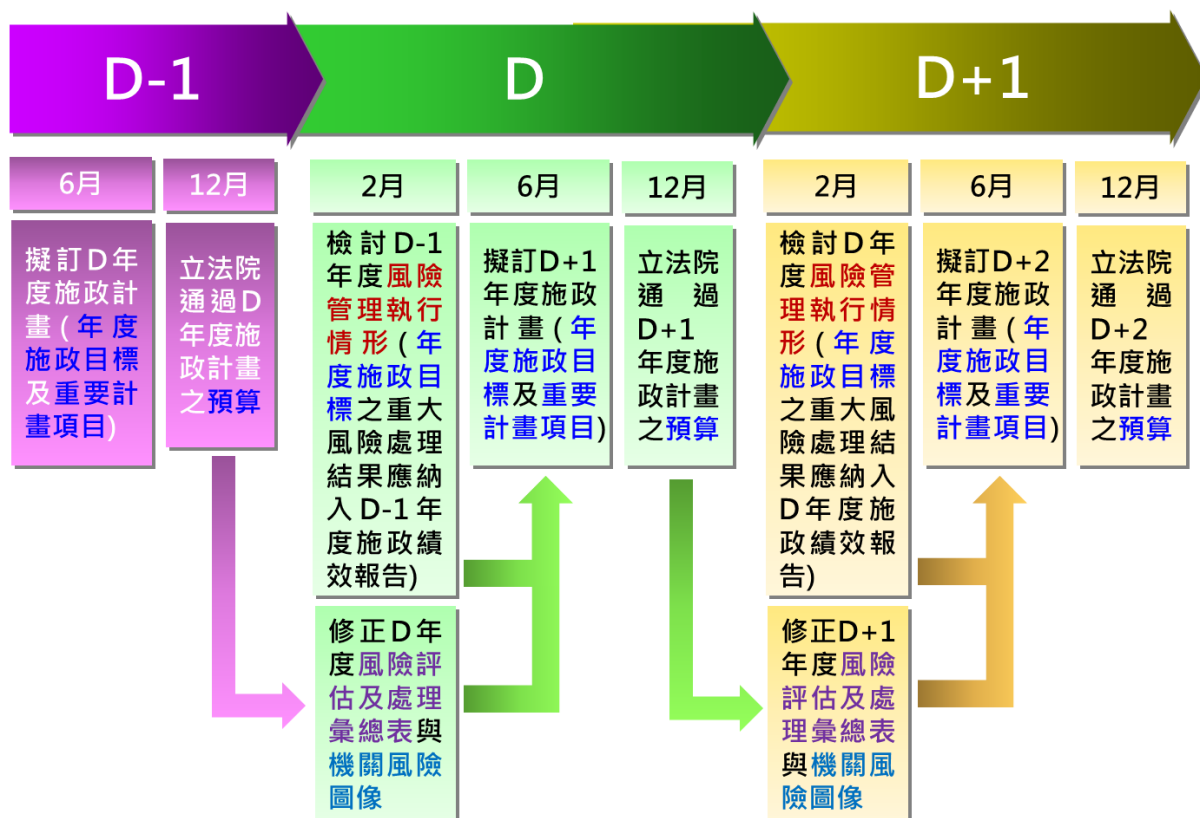 D-1
D
D+1
6月
12月
2月
6月
12月
2月
6月
12月
擬訂D年
度施政計
畫(年度
施政目標
及重要計
畫項目)
立法院
通過D
年度施
政計畫
之預算
檢討D-1
年度風險
管理執行
情形(年
度施政目
標之重大
風險處理
結果應納
入D-1年
度施政績
效報告)
修正D年
度風險評
估及處理
彙總表與
機關風險
圖像
擬訂D+1
年度施政
計畫(年
度施政目
標及重要
計畫項目)
立法院
通過
D+1
年度施
政計畫
之預算
檢討D年
度風險管
理執行情
形(年度
施政目標
之重大風
險處理結
果應納入
D年度施
政績效報
告)
修正D+1
年度風險
評估及處
理彙總表
與機關風
險圖像
擬訂D+2
年度施政
計畫(年
度施政目
標及重要
計畫項目)
立法院
通過
D+2
年度施
政計畫
之預算